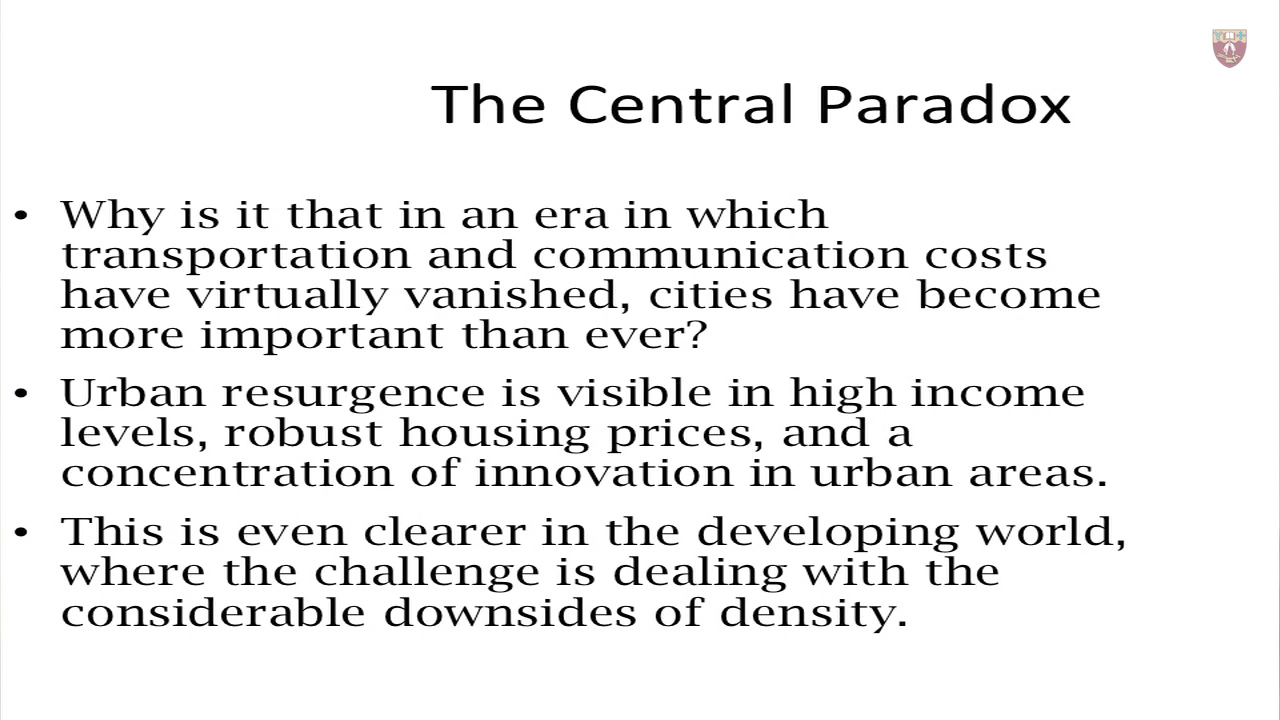 The Central Paradox
• Why is it that in an era in which
transportation and communication costs
have virtually vanished, cities have become
more important than ever?
• Urban resurgence is visible in high income
levels, robust housing prices, and a
concentration of innovation in urban areas.
• This is even clearer in the developing world,
where the challenge is dealing with the
considerable downsides of density.